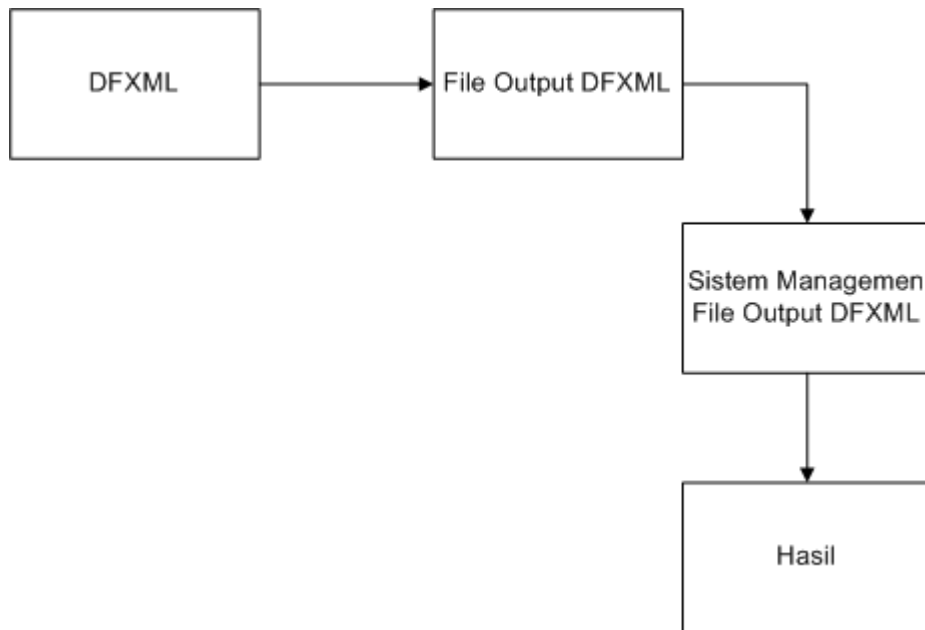 DFXML
File Output DFXML
Sistem Managemen
File Output DFXML
Hasil